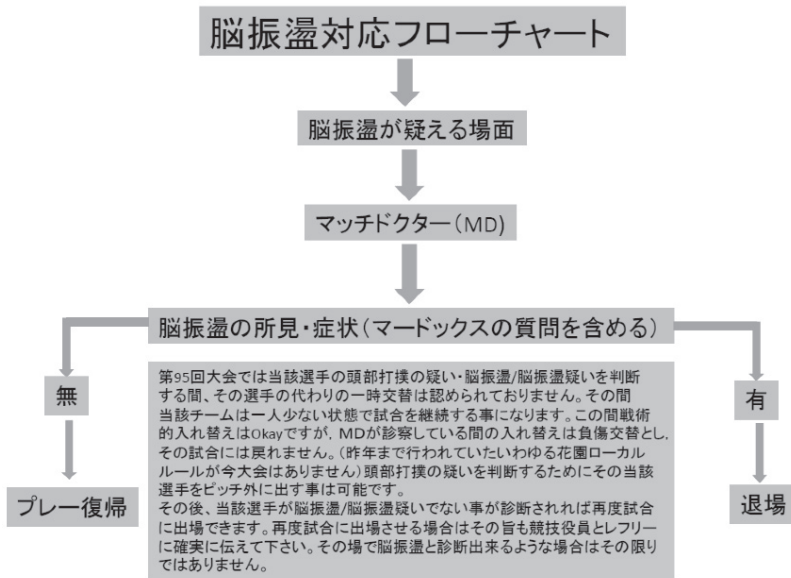 脳振盪対応フローチャート
脳振盪が疑える場面
マッチドクター(MD)
脳振盪の所見・症状(マードックスの質問を含める)
無
プレー復帰
第95回大会では当該選手の頭部打撲の疑い・脳振盪/脳振盪疑いを判断
する間、その選手の代わりの一時交替は認められておりません。その間
当該チームは一人少ない状態で試合を継続する事になります。この間戦術
的入れ替えはOkayですが，MDが診察している間の入れ替えは負傷交替とし，
その試合には戻れません。(昨年まで行われていたいわゆる花園ローカル
ルールが今大会はありません)頭部打撲の疑いを判断するためにその当該
選手をピッチ外に出す事は可能です。
その後、当該選手が脳振盪/脳振盪疑いでない事が診断されれば再度試合
に出場できます。再度試合に出場させる場合はその旨も競技役員とレフリー
に確実に伝えて下さい。その場で脳振盪と診断出来るような場合はその限り
ではありません。
有
退場